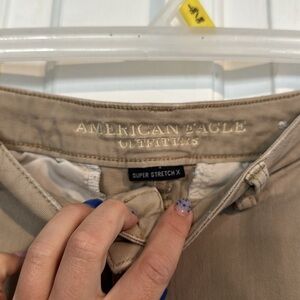 AMERICAN EAGLE
OUTFITTERS
SUPER STRETCH X